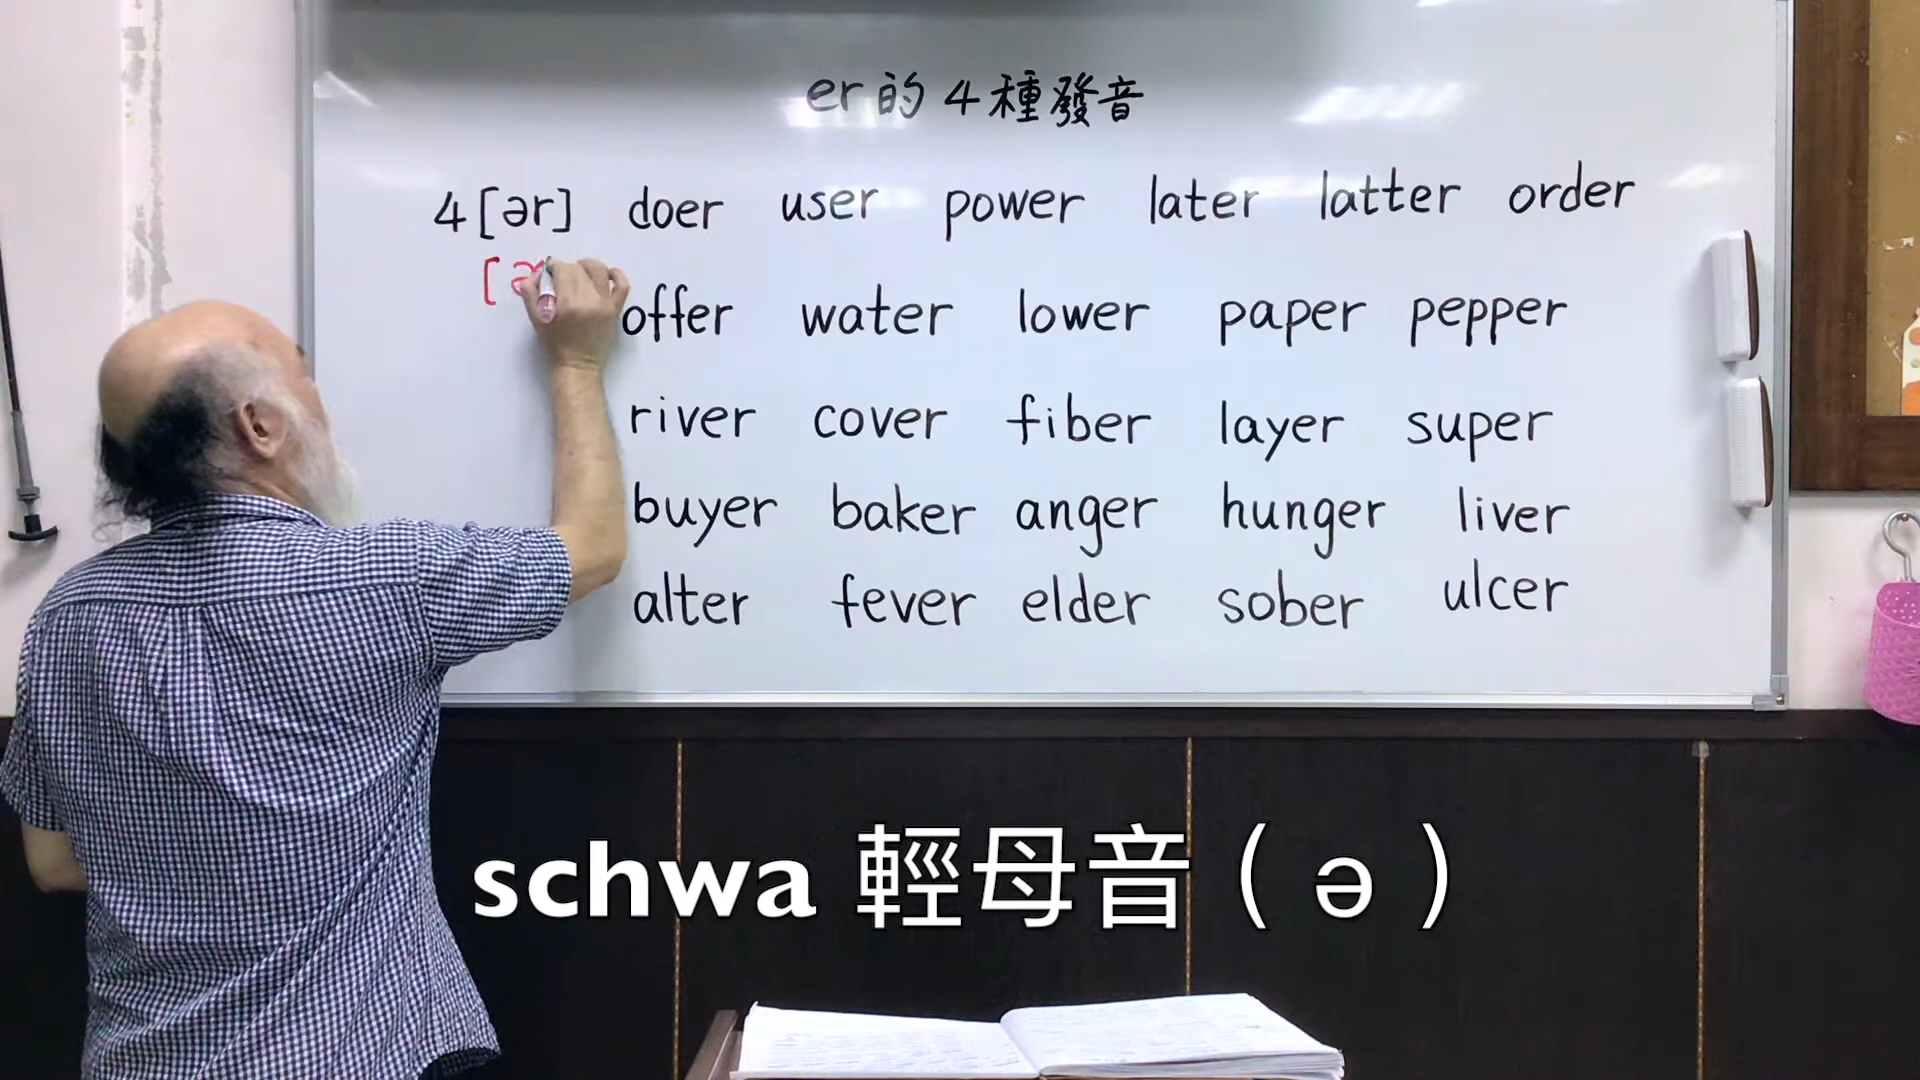 er的4種發音
4[ər] doer user power later latter order
[ə
offer water lower paper pepper
river cover fiber layer super
buyer baker anger hunger liver
alter fever elder sober ulcer
schwa 輕母音(ə)